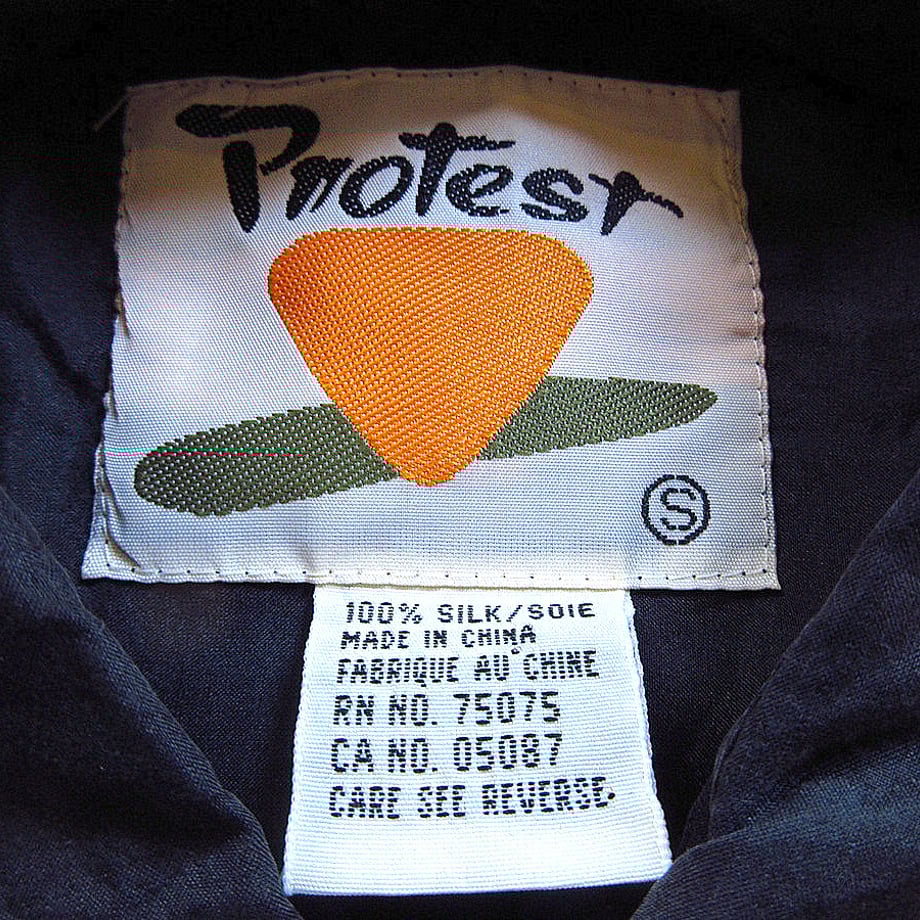 Protest
S
100% SILK/SOIE
MADE IN CHINA
FABRIQUE AU CHINE
RN NO. 75075
CA NO. 05087
CARE SEE REVERSE.